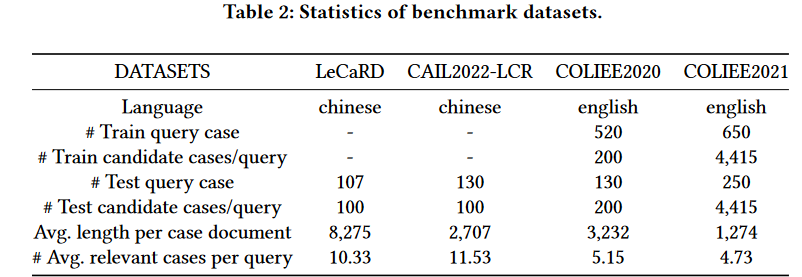 Table 2: Statistics of benchmark datasets.
DATASETS LeCaRD CAIL2022-LCR COLIEE2020 COLIEE2021
Language chinese chinese english english
# Train query case - - 520 650
# Train candidate cases/query - - 200 4,415
# Test query case 107 130 130 250
# Test candidate cases/query 100 100 200 4,415
Avg. length per case document 8,275 2,707 3,232 1,274
# Avg. relevant cases per query 10.33 11.53 5.15 4.73